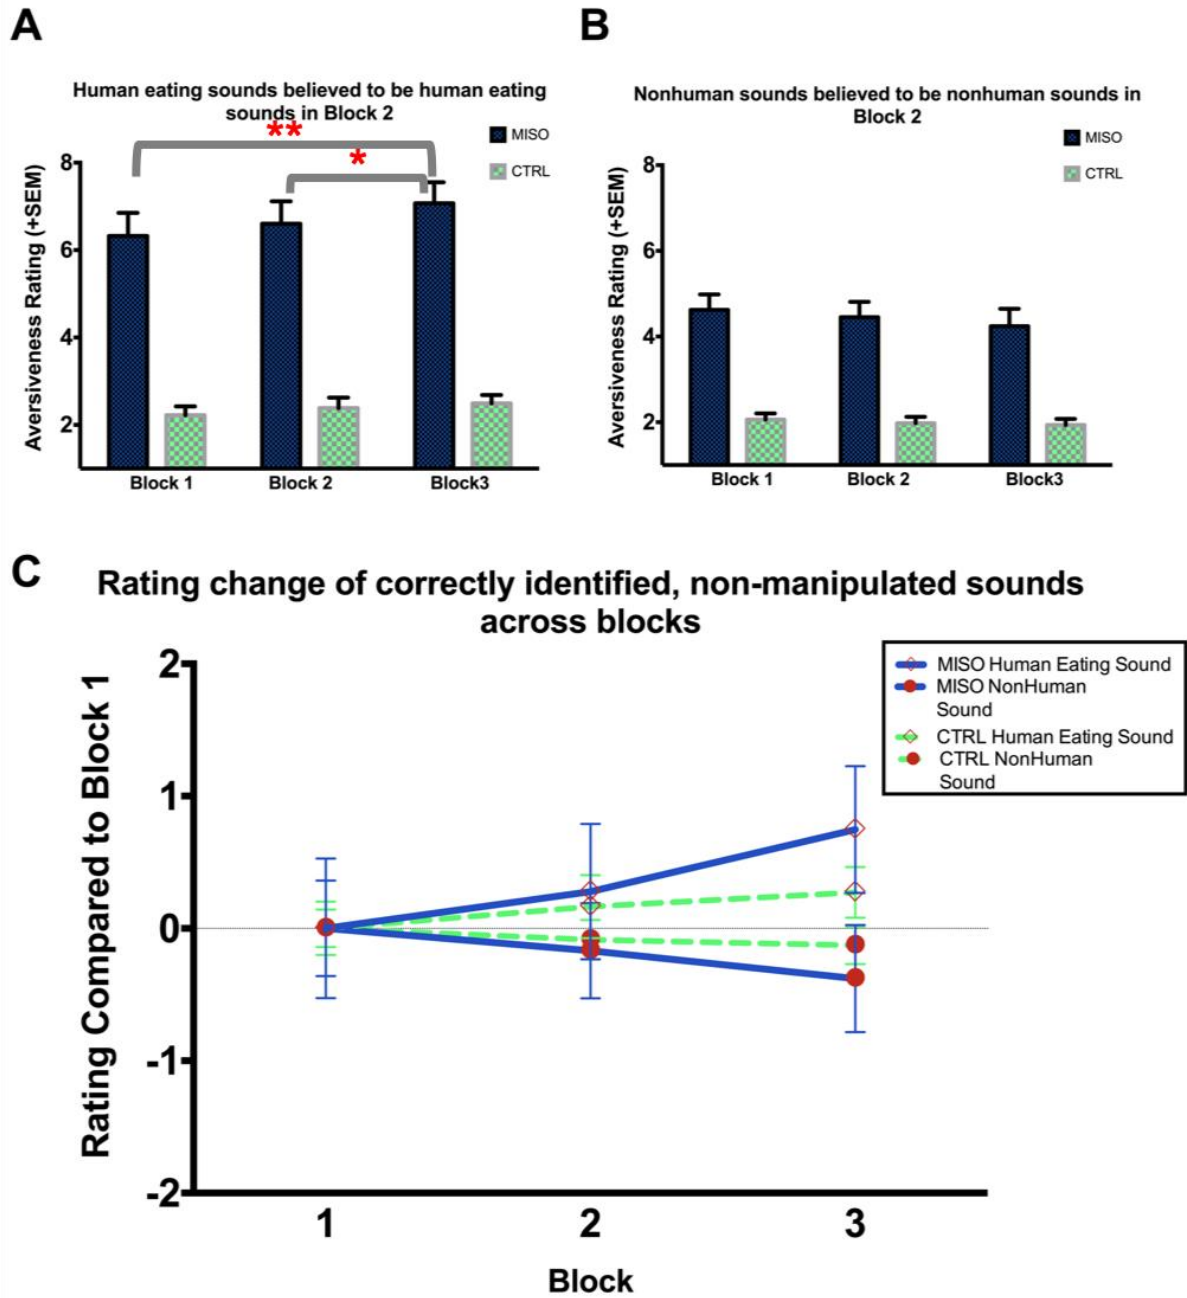 A
Human eating sounds believed to be human eating
sounds in Block 2
**
*
MISO
CTRL
Aversiveness Rating (+SEM)
8
6
4
2
Block 1
Block 2
Block3
B
Nonhuman sounds believed to be nonhuman sounds in
Block 2
MISO
CTRL
Aversiveness Rating (+SEM)
8
6
4
2
Block 1
Block 2
Block3
C
Rating change of correctly identified, non-manipulated sounds
across blocks
MISO Human Eating Sound
MISO NonHuman
Sound
CTRL Human Eating Sound
CTRL NonHuman
Sound
Rating Compared to Block 1
2
1
0
-1
-2
1
2
3
Block